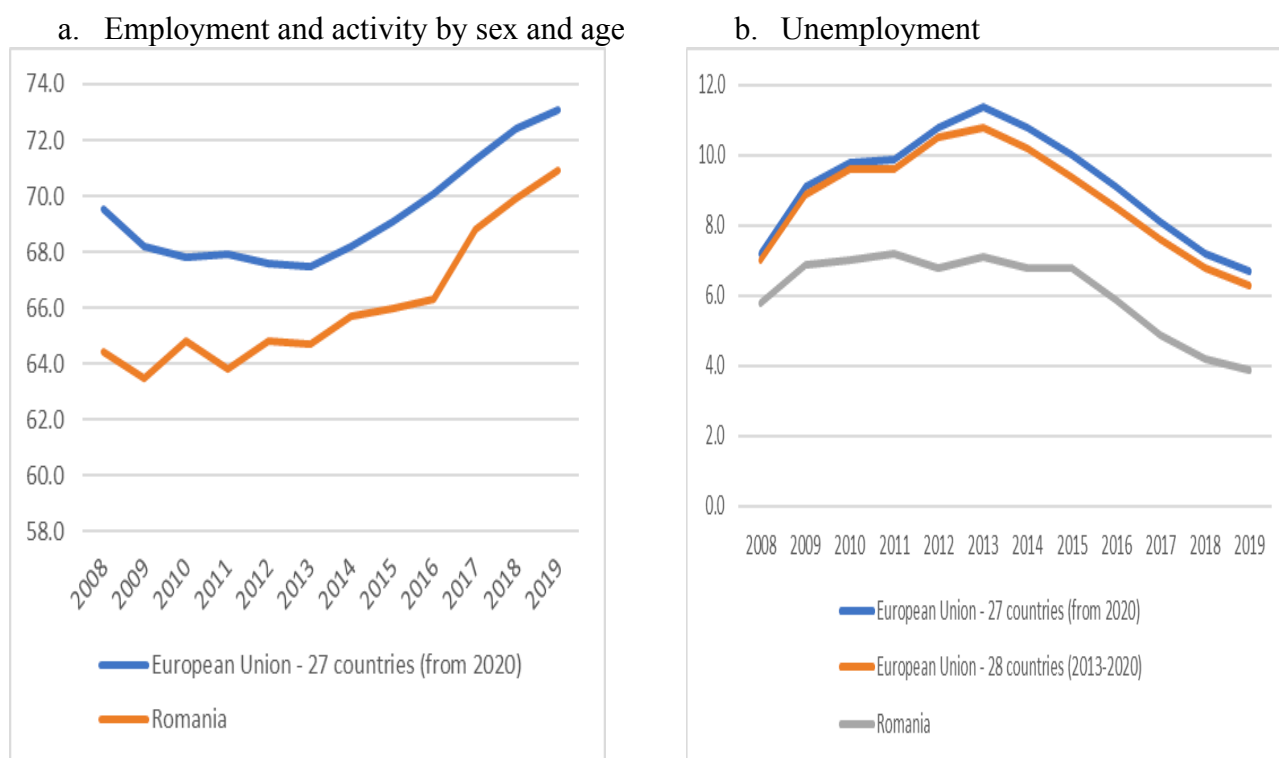 a. Employment and activity by sex and age
74.0
72.0
70.0
68.0
66.0
64.0
62.0
60.0
58.0
2008 2009 2010 2011 2012 2013 2014 2015 2016 2017 2018 2019
European Union - 27 countries (from 2020)
Romania
b. Unemployment
12.0
10.0
8.0
6.0
4.0
2.0
0.0
2008 2009 2010 2011 2012 2013 2014 2015 2016 2017 2018 2019
European Union - 27 countries (from 2020)
European Union - 28 countries (2013-2020)
Romania